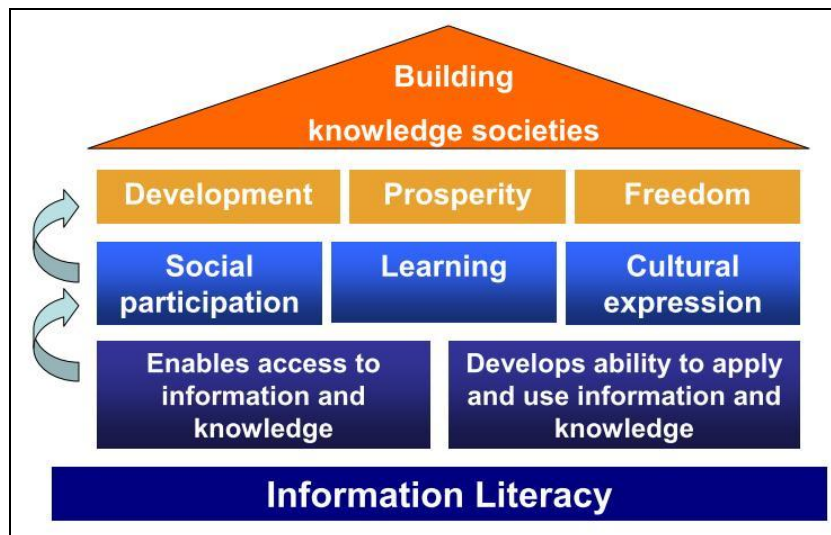 Building
knowledge societies
Development
Prosperity
Freedom
Social
participation
Learning
Cultural
expression
Enables access to
information and
knowledge
Develops ability to apply
and use information and
knowledge
Information Literacy